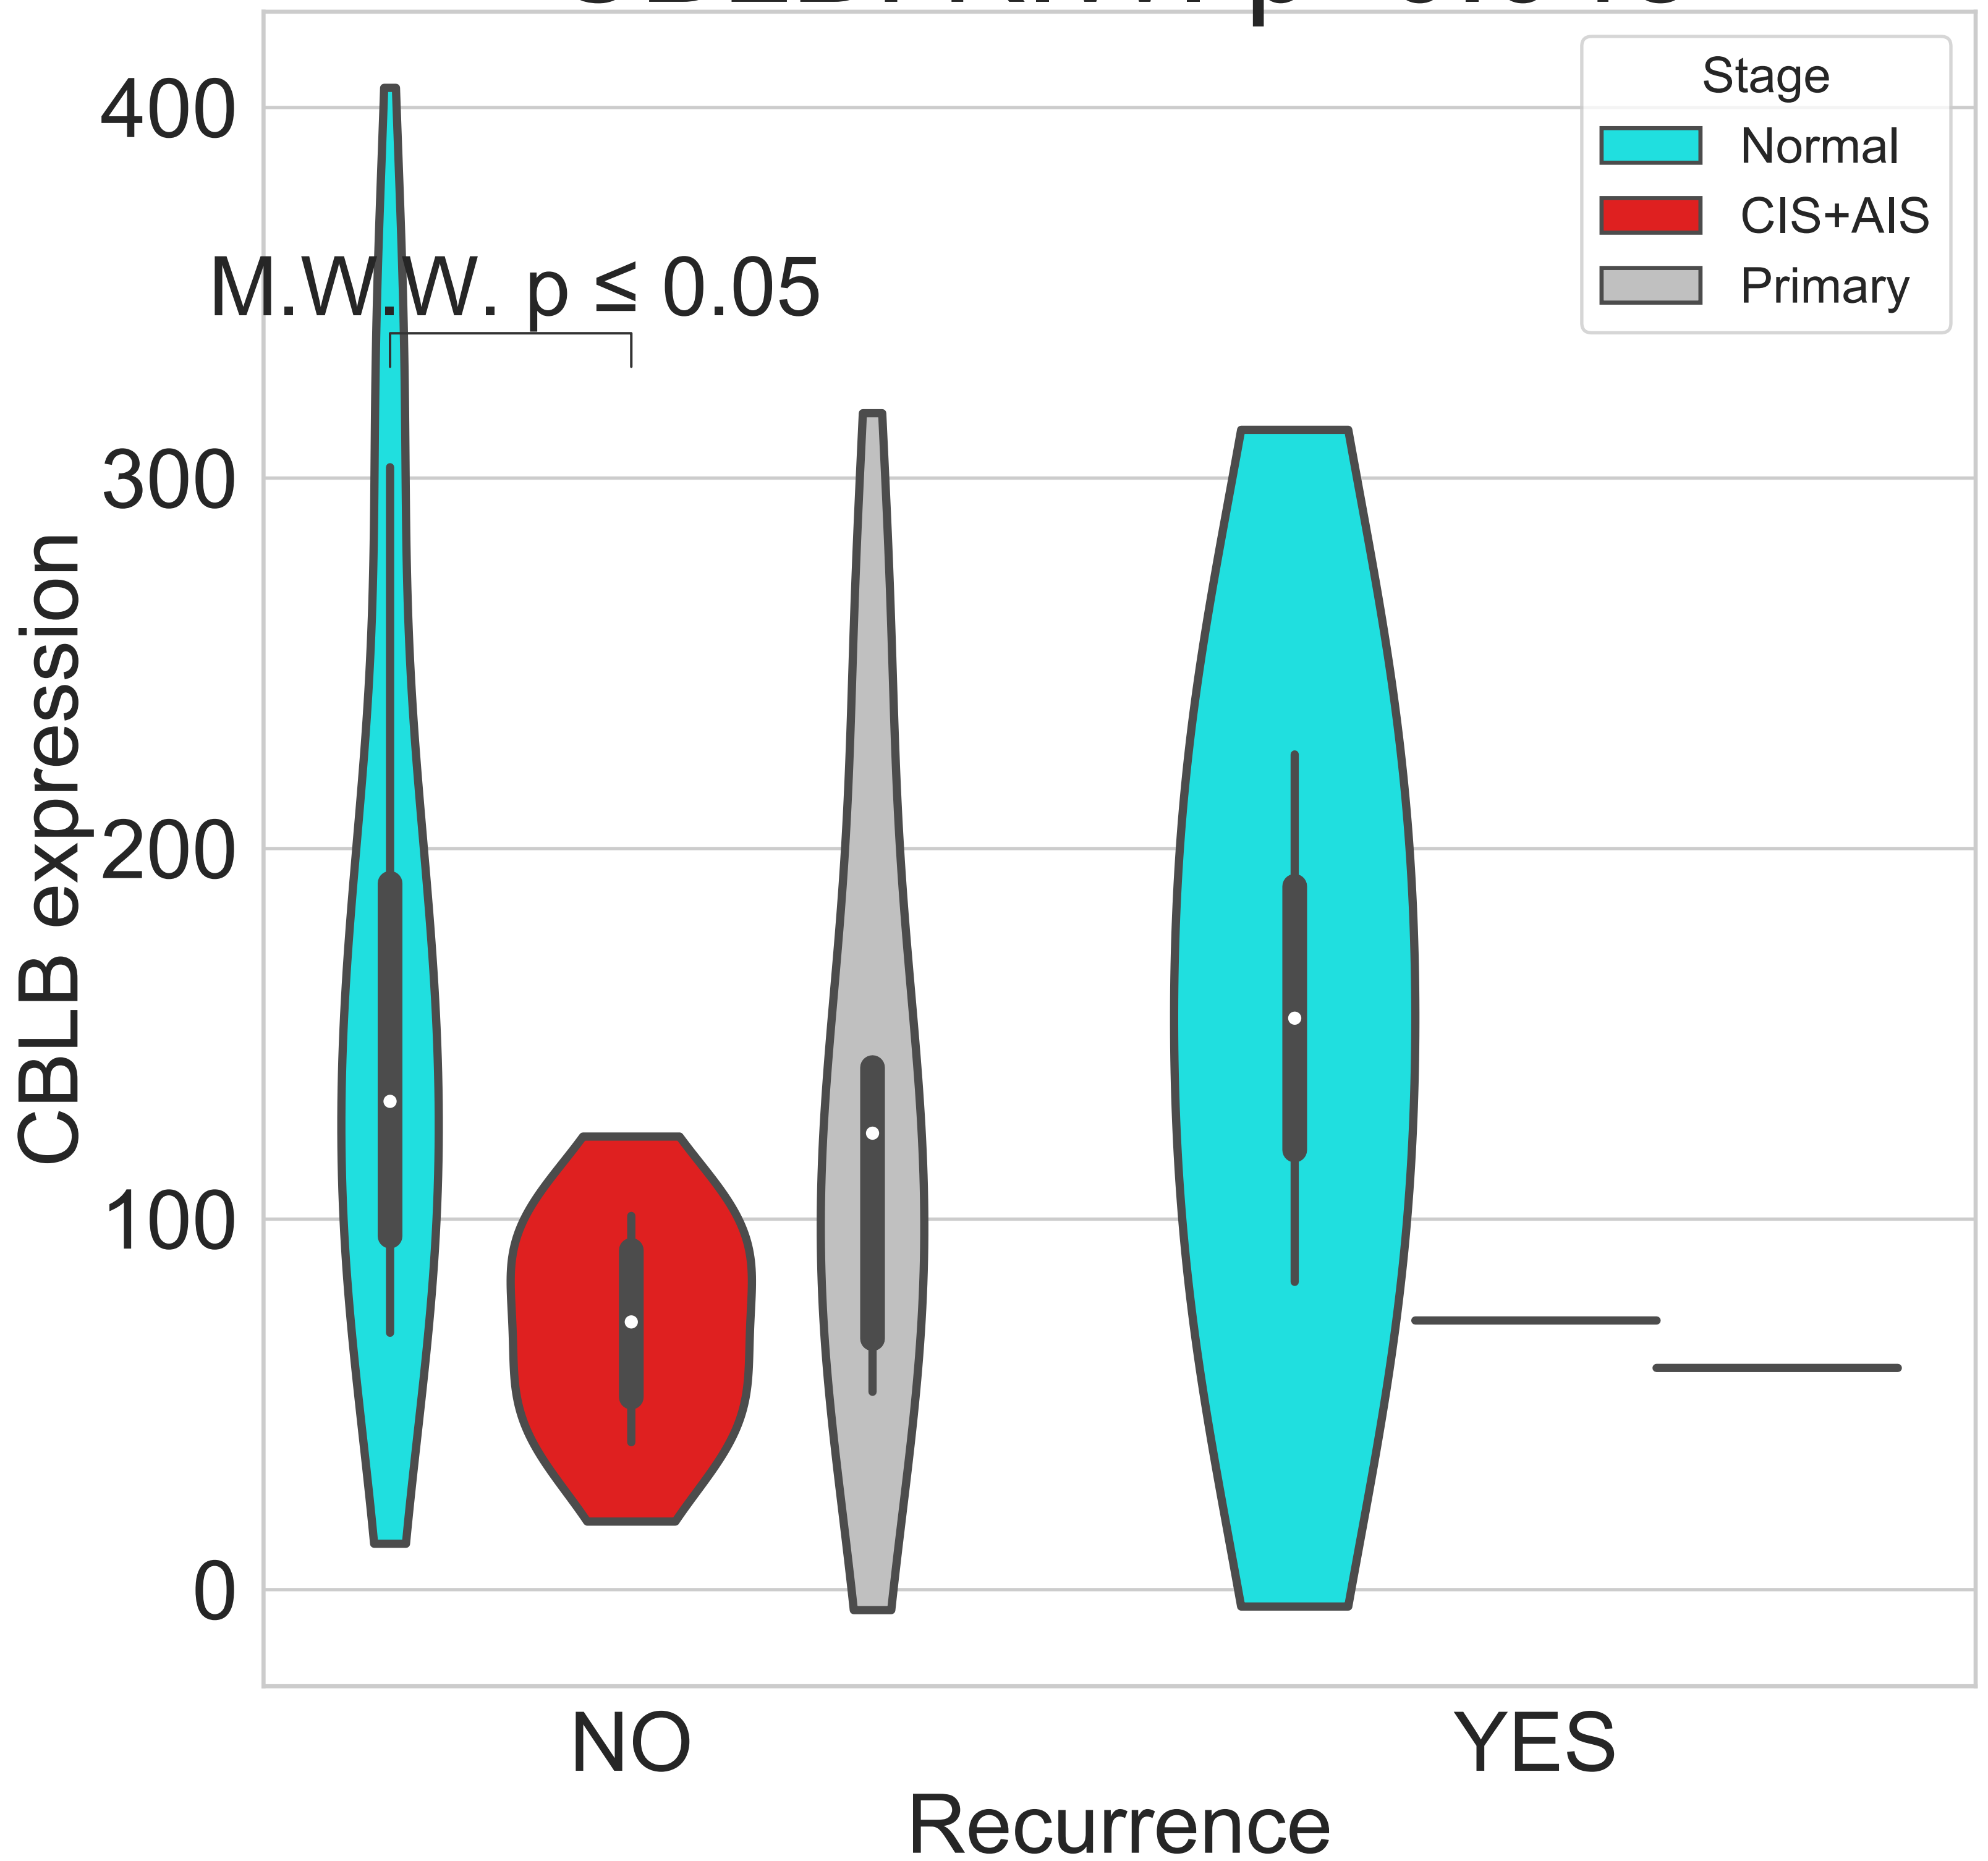 Stage
Normal
CIS+AIS
Primary
M.W.W. p ≤ 0.05
400
300
200
100
0
CBLB expression
NO
YES
Recurrence